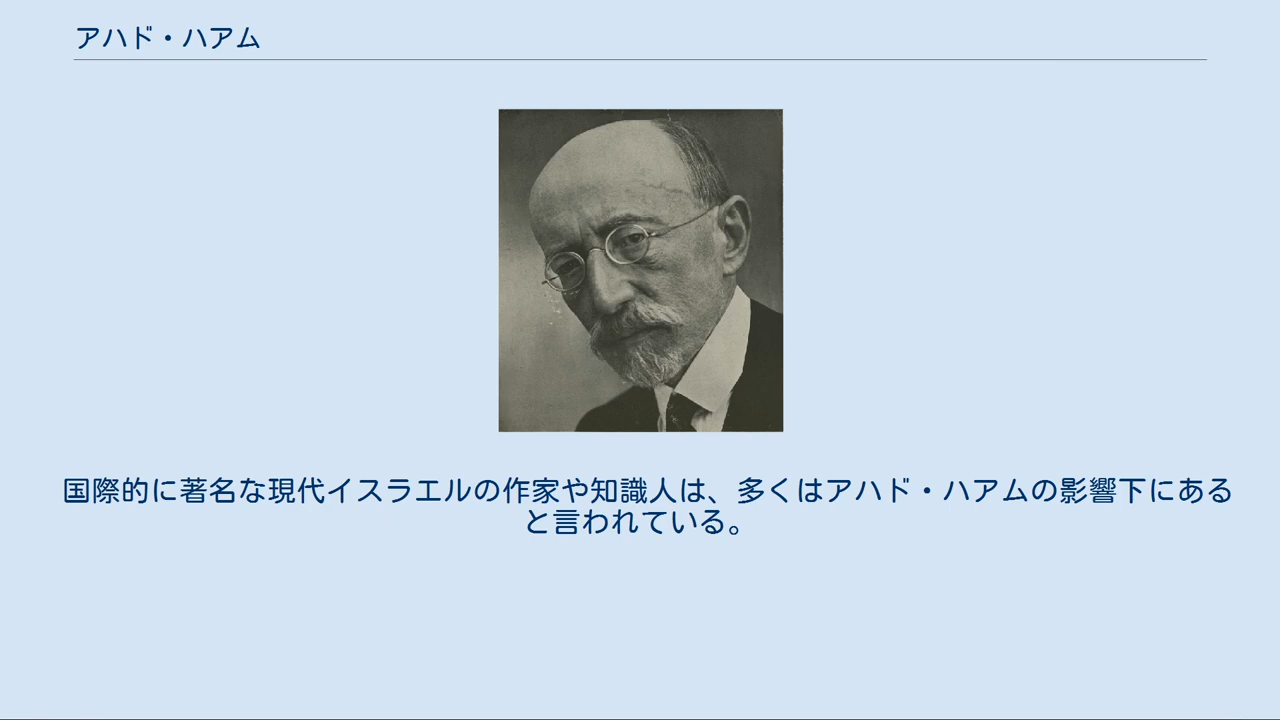 アハド・ハアム
国際的に著名な現代イスラエルの作家や知識人は、多くはアハド・ハアムの影響下にある
と言われている。